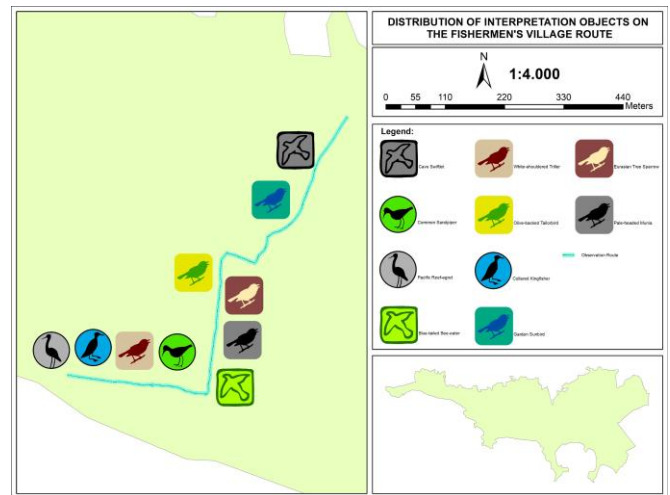 DISTRIBUTION OF INTERPRETATION OBJECTS ON
THE FISHERMEN'S VILLAGE ROUTE
N
1:4.000
0 55 110 220 330 440
Meters
Legend:
Cave Swiftlet
White-shouldered Triller
Eurasian Tree Sparrow
Common Sandpiper
Olive-backed Tailorbird
Pale-headed Munia
Pacific Reef-egret
Collared Kingfisher
Observation Route
Blue-tailed Bee-eater